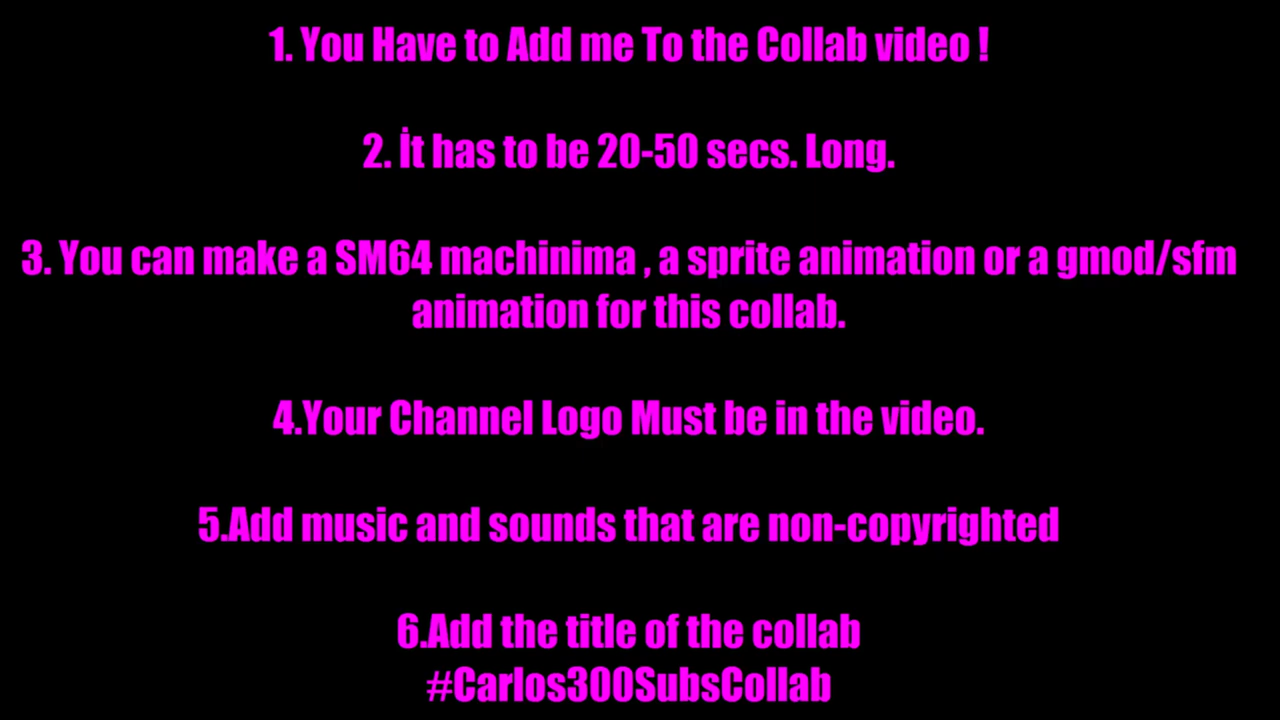 1. You Have to Add me To the Collab video !
2. İt has to be 20-50 secs. Long.
3. You can make a SM64 machinima , a sprite animation or a gmod/sfm
animation for this collab.
4.Your Channel Logo Must be in the video.
5.Add music and sounds that are non-copyrighted
6.Add the title of the collab
#Carlos300SubsCollab